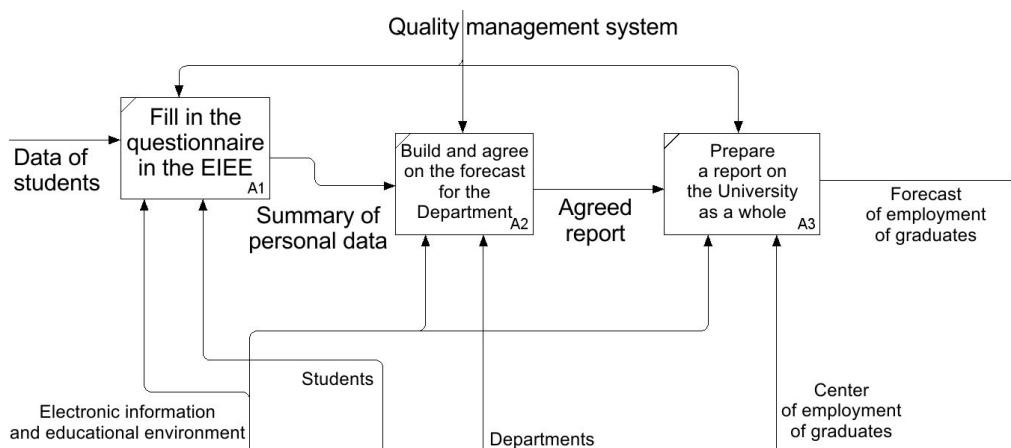 Quality management system
Fill in the
questionnaire
in the EIEE
A1
Data of
students
Build and agree
on the forecast
for the
Department
A2
Prepare
a report on
the University
as a whole
A3
Summary of
personal data
Agreed
report
Forecast
of employment
of graduates
Students
Electronic information
and educational environment
Departments
Center
of employment
of graduates